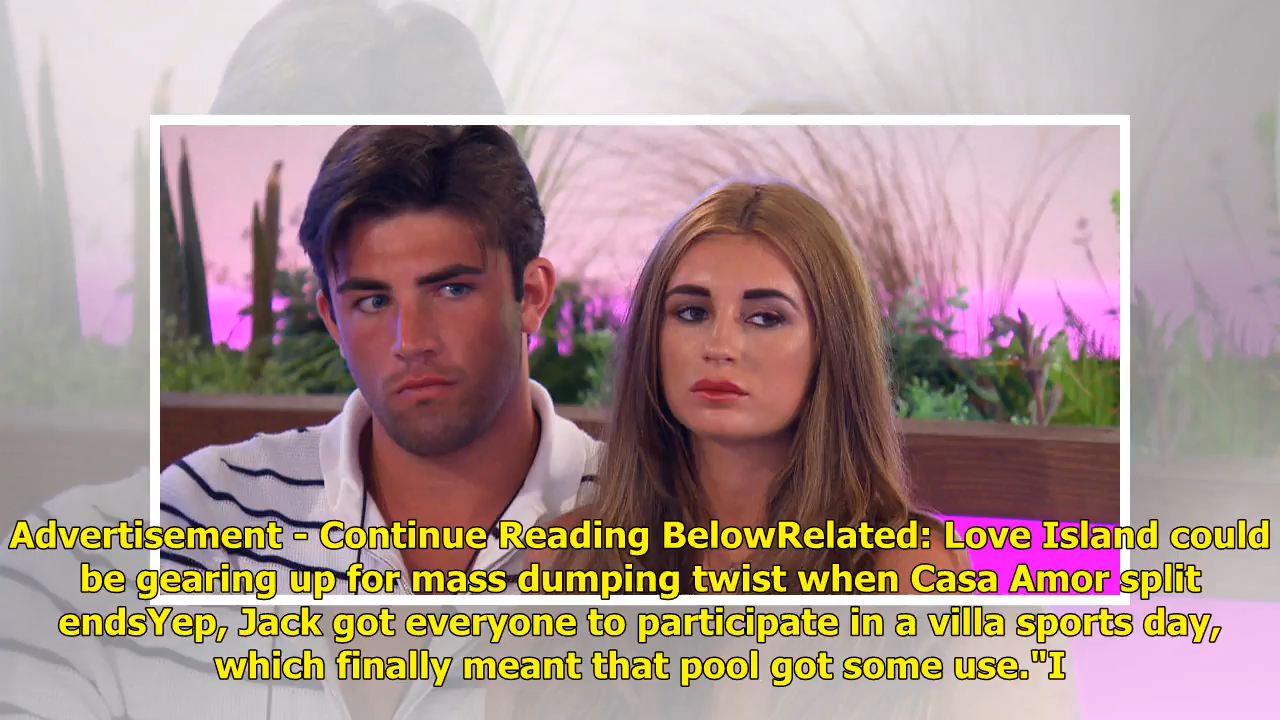 Advertisement - Continue Reading BelowRelated: Love Island could
be gearing up for mass dumping twist when Casa Amor split
endsYep, Jack got everyone to participate in a villa sports day,
which finally meant that pool got some use."I